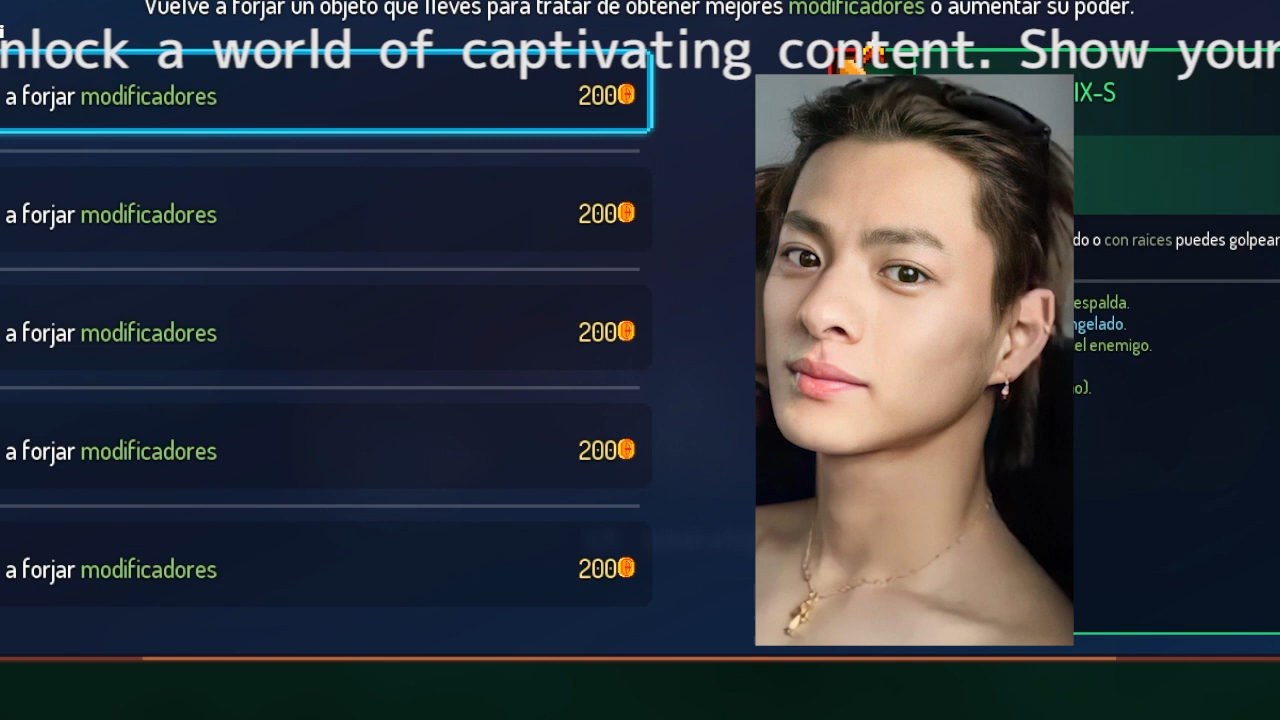 Vuelve a forjar un objeto que lleves para tratar de obtener mejores modificadores o aumentar su poder.
nlock a world of captivating content. Show your
a forjar modificadores 200
IX-S
a forjar modificadores 200
do o con raíces puedes golpear
espalda.
ngelado.
a forjar modificadores 200
el enemigo.
no).
a forjar modificadores 200
a forjar modificadores 200